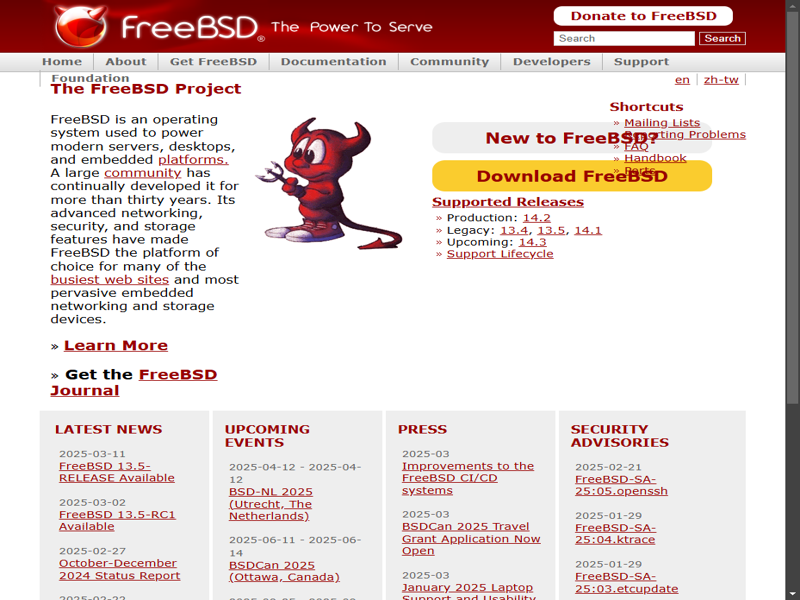 FreeBSD® The Power To Serve
Donate to FreeBSD
Search
Search
Home
About
Get FreeBSD
Documentation
Community
Developers
Support
Foundation
en
zh-tw
The FreeBSD Project
FreeBSD is an operating
system used to power
modern servers, desktops,
and embedded platforms.
A large community has
continually developed it for
more than thirty years. Its
advanced networking,
security, and storage
features have made
FreeBSD the platform of
choice for many of the
busiest web sites and most
pervasive embedded
networking and storage
devices.
» Learn More
» Get the FreeBSD
Journal
New to FreeBSD?
Download FreeBSD
Supported Releases
» Production: 14.2
» Legacy: 13.4, 13.5, 14.1
» Upcoming: 14.3
» Support Lifecycle
Shortcuts
» Mailing Lists
» Reporting Problems
» FAQ
» Handbook
» Ports
LATEST NEWS
2025-03-11
FreeBSD 13.5-
RELEASE Available
2025-03-02
FreeBSD 13.5-RC1
Available
2025-02-27
October-December
2024 Status Report
UPCOMING
EVENTS
2025-04-12 - 2025-04-
12
BSD-NL 2025
(Utrecht, The
Netherlands)
2025-06-11 - 2025-06-
14
BSDCan 2025
(Ottawa, Canada)
PRESS
2025-03
Improvements to the
FreeBSD CI/CD
systems
2025-03
BSDCan 2025 Travel
Grant Application Now
Open
2025-03
January 2025 Laptop
Support and Usability
SECURITY
ADVISORIES
2025-02-21
FreeBSD-SA-
25:05.openssh
2025-01-29
FreeBSD-SA-
25:04.ktrace
2025-01-29
FreeBSD-SA-
25:03.etcupdate